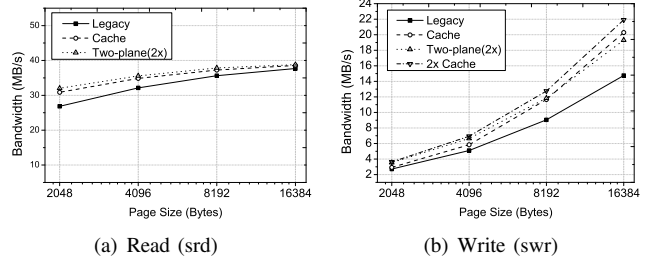 Bandwidth (MB/s)
50
40
30
20
10
Legacy
Cache
Two-plane(2x)
2048
4096
8192
16384
Page Size (Bytes)
(a) Read (srd)
Bandwidth (MB/s)
24
22
20
18
16
14
12
10
8
6
4
2
Legacy
Cache
Two-plane(2x)
2x Cache
2048
4096
8192
16384
Page Size (Bytes)
(b) Write (swr)